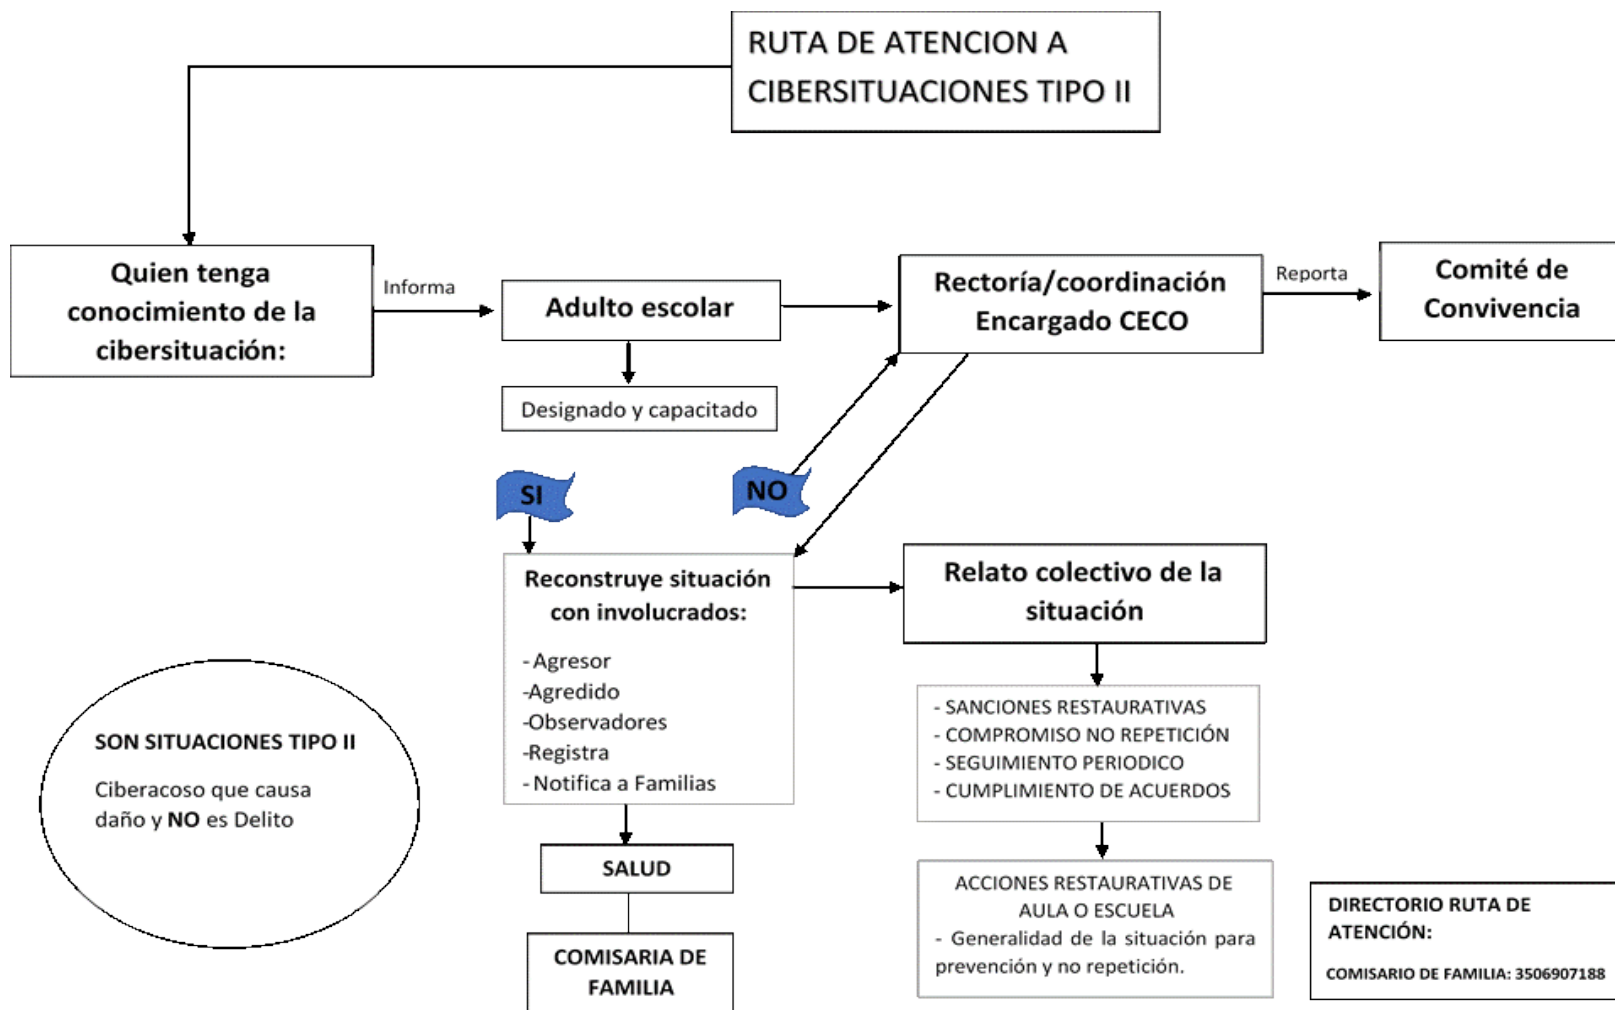 RUTA DE ATENCION A
CIBERSITUACIONES TIPO II
Quien tenga
conocimiento de la
cibersituación:
Informa
Adulto escolar
Designado y capacitado
Rectoría/coordinación
Encargado CECO
Reporta
Comité de
Convivencia
SI
NO
Reconstruye situación
con involucrados:
- Agresor
-Agredido
-Observadores
-Registra
- Notifica a Familias
Relato colectivo de la
situación
- SANCIONES RESTAURATIVAS
- COMPROMISO NO REPETICIÓN
- SEGUIMIENTO PERIODICO
- CUMPLIMIENTO DE ACUERDOS
SON SITUACIONES TIPO II
Ciberacoso que causa
daño y NO es Delito
SALUD
COMISARIA DE
FAMILIA
ACCIONES RESTAURATIVAS DE
AULA O ESCUELA
- Generalidad de la situación para
prevención y no repetición.
DIRECTORIO RUTA DE
ATENCIÓN:
COMISARIO DE FAMILIA: 3506907188